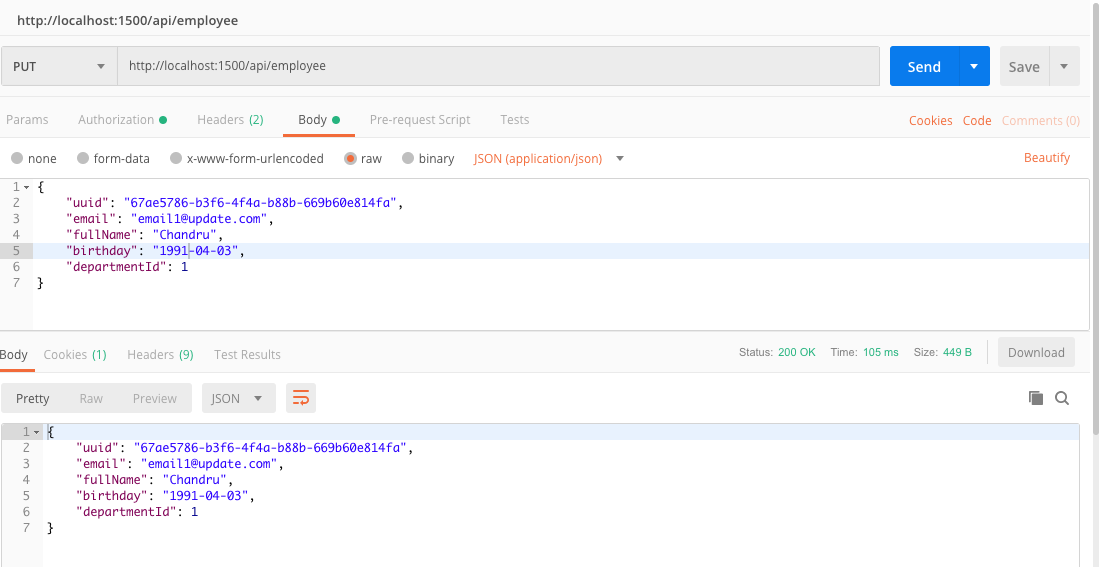 http://localhost:1500/api/employee
PUT http://localhost:1500/api/employee Send Save
Params Authorization Headers (2) Body Pre-request Script Tests Cookies Code Comments (0)
none form-data x-www-form-urlencoded raw binary JSON (application/json) Beautify
1 {
2 "uuid": "67ae5786-b3f6-4f4a-b88b-669b60e814fa",
3 "email": "email1@update.com",
4 "fullName": "Chandru",
5 "birthday": "1991-04-03",
6 "departmentId": 1
7 }
Body Cookies (1) Headers (9) Test Results Status: 200 OK Time: 105 ms Size: 449 B Download
Pretty Raw Preview JSON
1 {
2 "uuid": "67ae5786-b3f6-4f4a-b88b-669b60e814fa",
3 "email": "email1@update.com",
4 "fullName": "Chandru",
5 "birthday": "1991-04-03",
6 "departmentId": 1
7 }